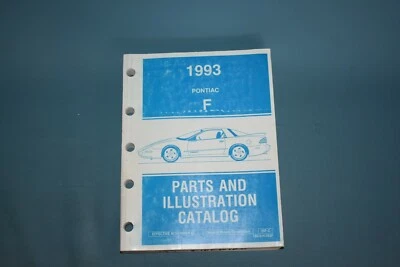 1993
PONTIAC
F
PARTS AND
ILLUSTRATION
CATALOG